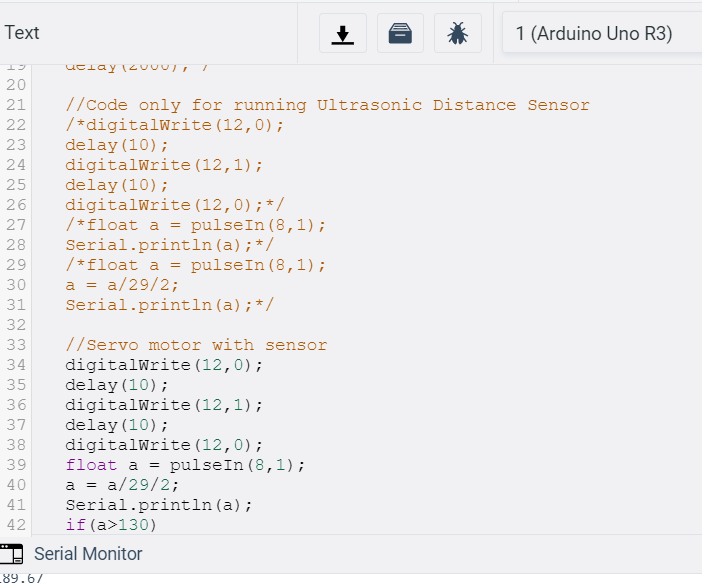 Text
1 (Arduino Uno R3)
19 delay(2000);*/
20
21 //Code only for running Ultrasonic Distance Sensor
22 /*digitalWrite(12,0);
23 delay(10);
24 digitalWrite(12,1);
25 delay(10);
26 digitalWrite(12,0);*/
27 /*float a = pulseIn(8,1);
28 Serial.println(a);*/
29 /*float a = pulseIn(8,1);
30 a = a/29/2;
31 Serial.println(a);*/
32
33 //Servo motor with sensor
34 digitalWrite(12,0);
35 delay(10);
36 digitalWrite(12,1);
37 delay(10);
38 digitalWrite(12,0);
39 float a = pulseIn(8,1);
40 a = a/29/2;
41 Serial.println(a);
42 if(a>130)
Serial Monitor